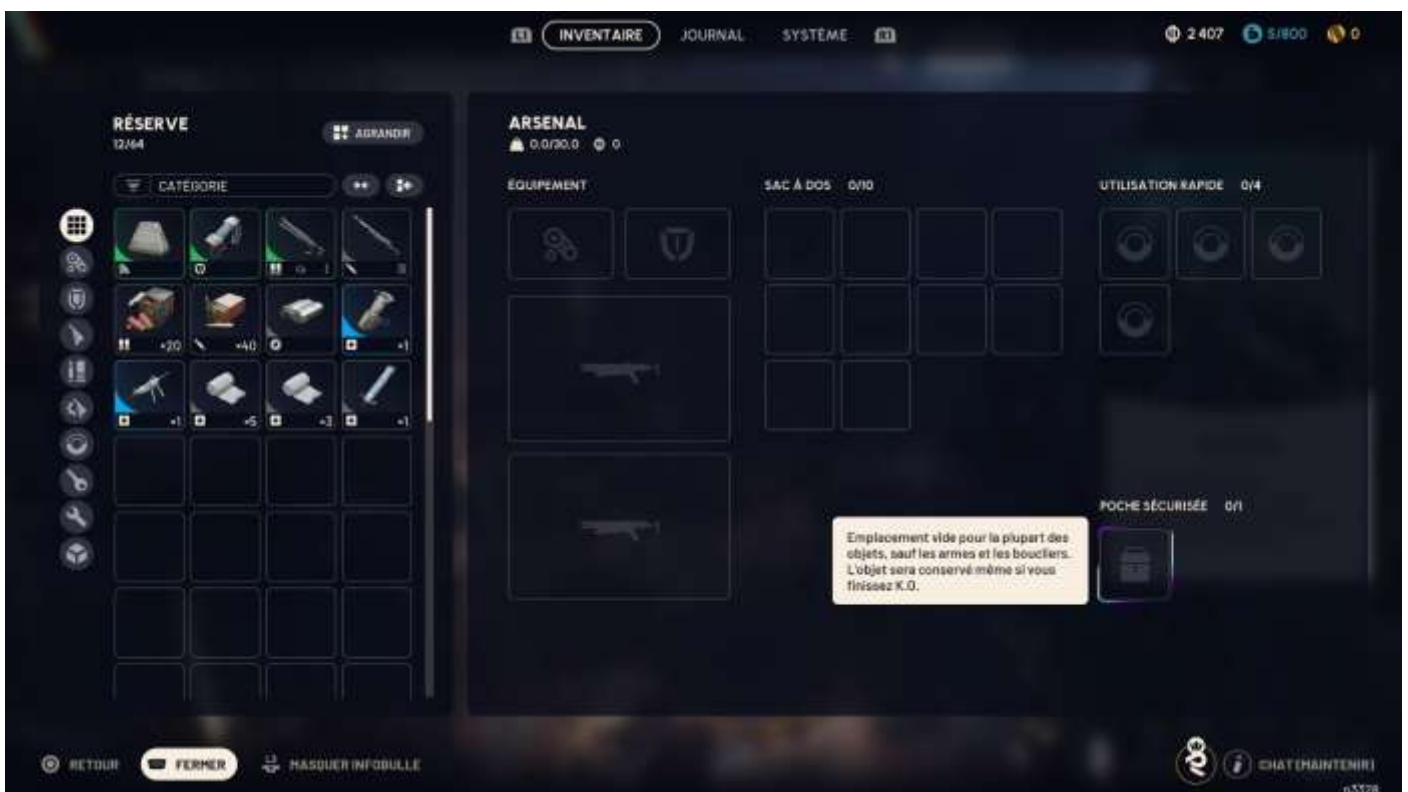 INVENTAIRE JOURNAL SYSTÈME
2 407 5/800 0
RÉSERVE
12/64
AGRANDIR
CATÉGORIE
ARSENAL
0.0/30.0 0
ÉQUIPEMENT
SAC À DOS 0/10
UTILISATION RAPIDE 0/4
×20 ×40 ×1
×1 ×5 ×3 ×1
POCHE SÉCURISÉE 0/1
Emplacement vide pour la plupart des
objets, sauf les armes et les boucliers.
L'objet sera conservé même si vous
finissez K.O.
RETOUR FERMER MASQUER INFOBULLE
CHAT (MAINTENIR)